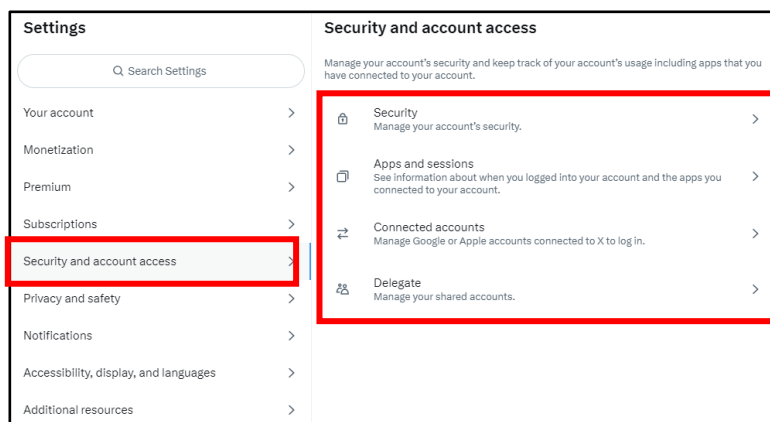 Settings
Search Settings
Your account
Monetization
Premium
Subscriptions
Security and account access
Privacy and safety
Notifications
Accessibility, display, and languages
Additional resources
Security and account access
Manage your account's security and keep track of your account's usage including apps that you
have connected to your account.
Security
Manage your account's security.
Apps and sessions
See information about when you logged into your account and the apps you
connected to your account.
Connected accounts
Manage Google or Apple accounts connected to X to log in.
Delegate
Manage your shared accounts.